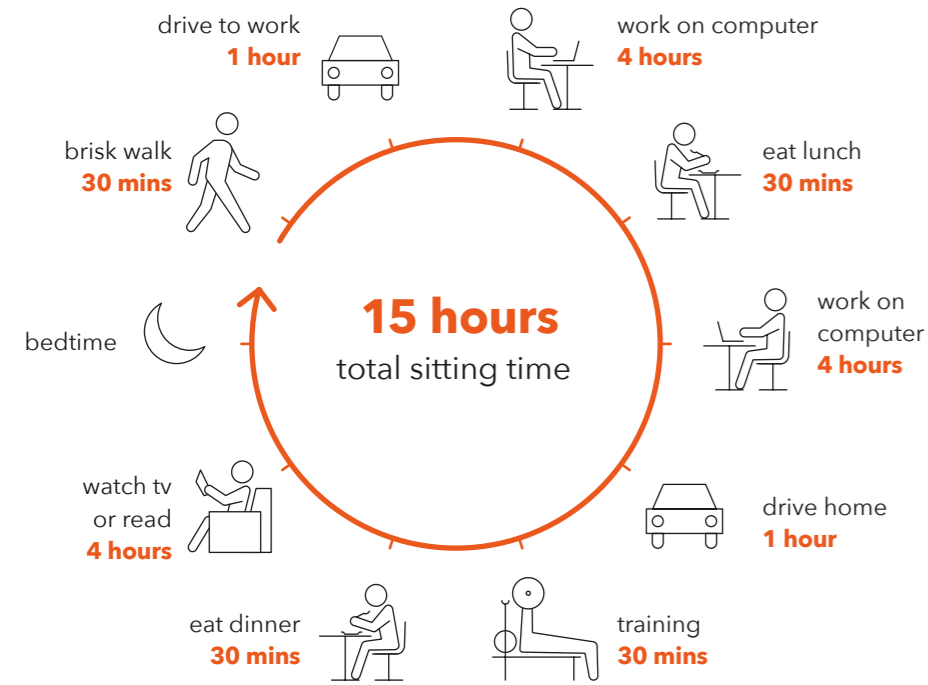 drive to work
1 hour
work on computer
4 hours
brisk walk
30 mins
eat lunch
30 mins
15 hours
total sitting time
work on
computer
4 hours
bedtime
watch tv
or read
4 hours
drive home
1 hour
eat dinner
30 mins
training
30 mins